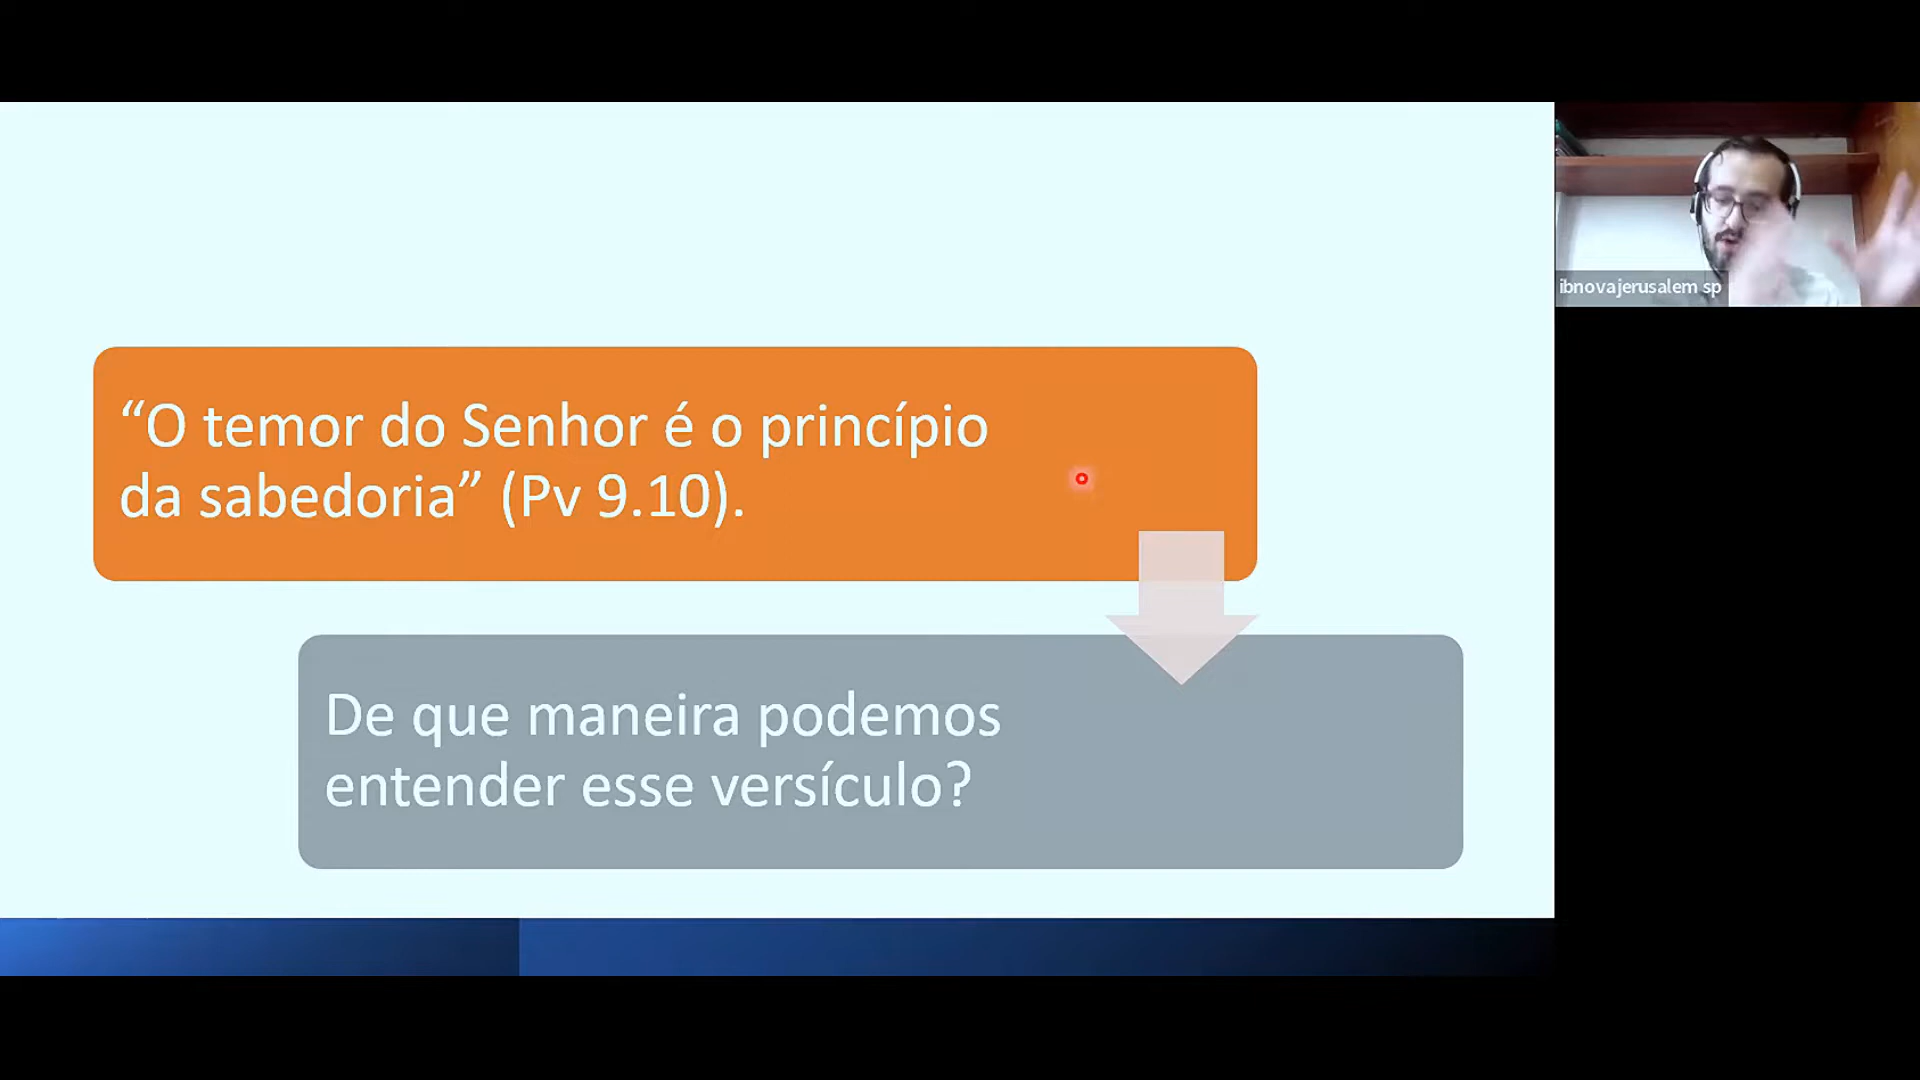 “O temor do Senhor é o princípio
da sabedoria” (Pv 9.10).
De que maneira podemos
entender esse versículo?
ibnovajerusalem sp